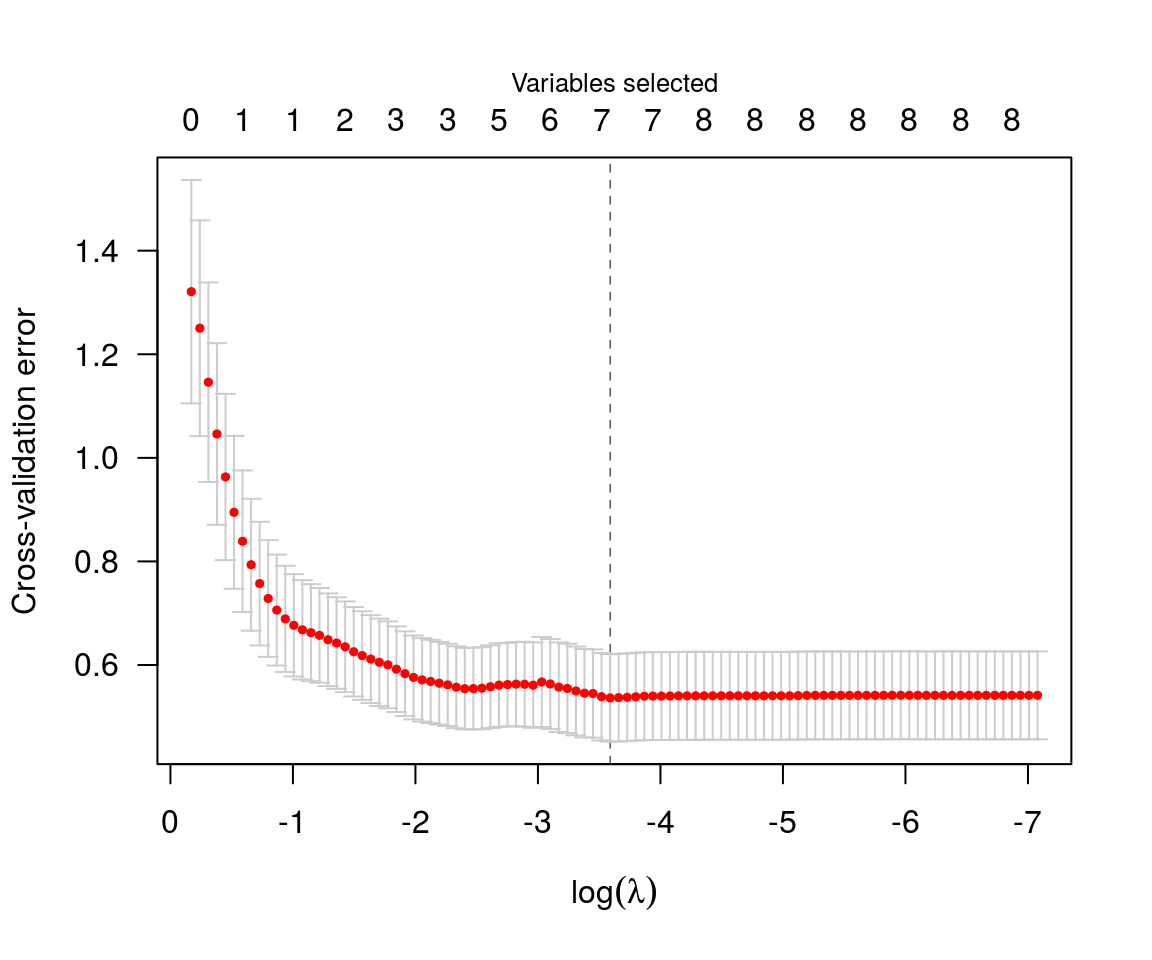 Variables selected
0 1 1 2 3 3 5 6 7 7 8 8 8 8 8 8 8
Cross-validation error
1.4
1.2
1.0
0.8
0.6
0 -1 -2 -3 -4 -5 -6 -7
log(λ)